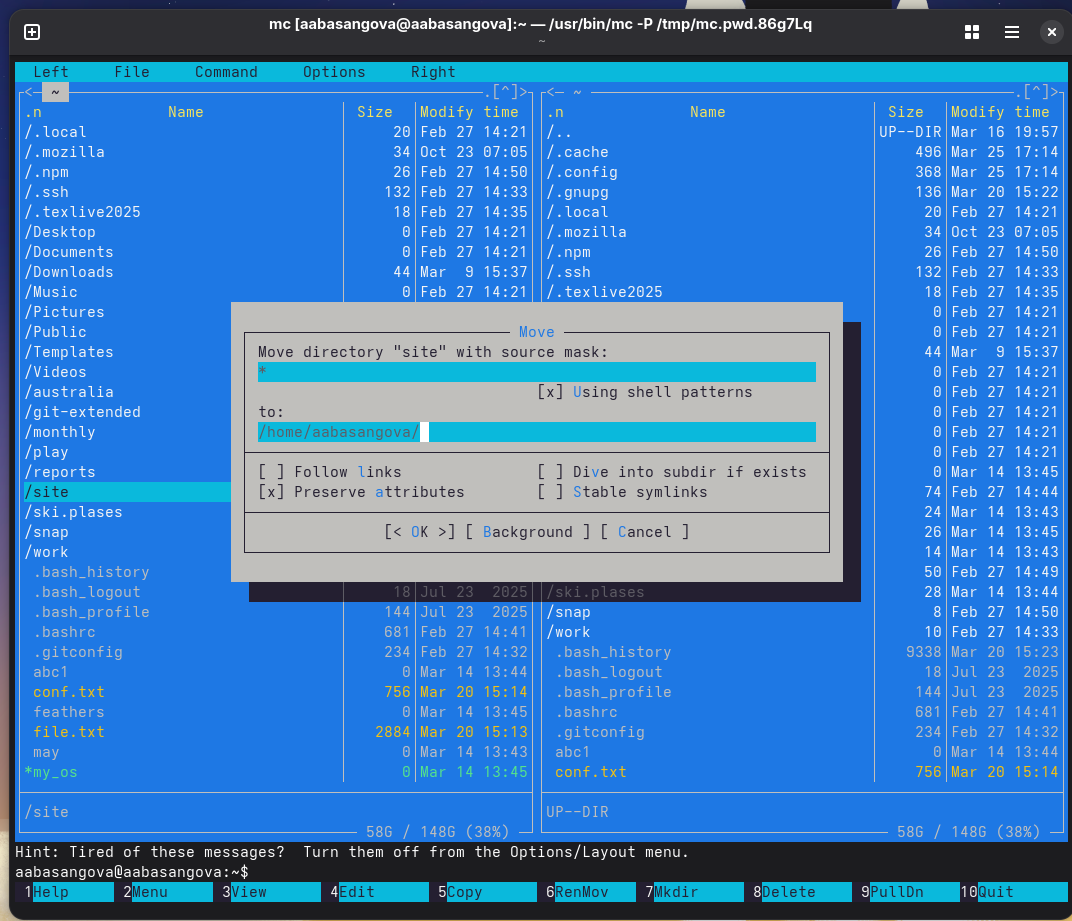 mc [aabasangova@aabasangova]:~ — /usr/bin/mc -P /tmp/mc.pwd.86g7Lq
~
Left File Command Options Right
<— ~ .[^]> <— ~ .[^]>
.n Name Size Modify time .n Name Size Modify time
/.local 20 Feb 27 14:21 /.. UP--DIR Mar 16 19:57
/.mozilla 34 Oct 23 07:05 /.cache 496 Mar 25 17:14
/.npm 26 Feb 27 14:50 /.config 368 Mar 25 17:14
/.ssh 132 Feb 27 14:33 /.gnupg 136 Mar 20 15:22
/.texlive2025 18 Feb 27 14:35 /.local 20 Feb 27 14:21
/Desktop 0 Feb 27 14:21 /.mozilla 34 Oct 23 07:05
/Documents 0 Feb 27 14:21 /.npm 26 Feb 27 14:50
/Downloads 44 Mar 9 15:37 /.ssh 132 Feb 27 14:33
/Music 0 Feb 27 14:21 /.texlive2025 18 Feb 27 14:35
/Pictures 0 Feb 27 14:21
/Public Move 0 Feb 27 14:21
/Templates Move directory "site" with source mask: 44 Mar 9 15:37
/Videos * 0 Feb 27 14:21
/australia [x] Using shell patterns 0 Feb 27 14:21
/git-extended to: 0 Feb 27 14:21
/monthly /home/aabasangova/ 0 Feb 27 14:21
/play 0 Feb 27 14:21
/reports [ ] Follow links [ ] Dive into subdir if exists 0 Mar 14 13:45
/site [x] Preserve attributes [ ] Stable symlinks 74 Feb 27 14:44
/ski.plases 24 Mar 14 13:43
/snap [< OK >] [ Background ] [ Cancel ] 26 Mar 14 13:45
/work 14 Mar 14 13:43
.bash_history 50 Feb 27 14:49
.bash_logout 18 Jul 23 2025 /ski.plases 28 Mar 14 13:44
.bash_profile 144 Jul 23 2025 /snap 8 Feb 27 14:50
.bashrc 681 Feb 27 14:41 /work 10 Feb 27 14:33
.gitconfig 234 Feb 27 14:32 .bash_history 9338 Mar 20 15:23
abc1 0 Mar 14 13:44 .bash_logout 18 Jul 23 2025
conf.txt 756 Mar 20 15:14 .bash_profile 144 Jul 23 2025
feathers 0 Mar 14 13:45 .bashrc 681 Feb 27 14:41
file.txt 2884 Mar 20 15:13 .gitconfig 234 Feb 27 14:32
may 0 Mar 14 13:43 abc1 0 Mar 14 13:44
*my_os 0 Mar 14 13:45 conf.txt 756 Mar 20 15:14
/site UP--DIR
58G / 148G (38%) 58G / 148G (38%)
Hint: Tired of these messages? Turn them off from the Options/Layout menu.
aabasangova@aabasangova:~$
1Help 2Menu 3View 4Edit 5Copy 6RenMov 7Mkdir 8Delete 9PullDn 10Quit